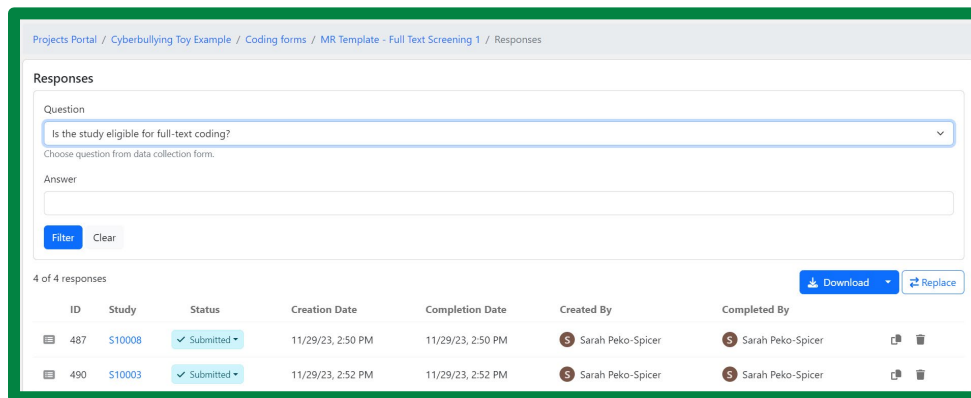 Projects Portal / Cyberbullying Toy Example / Coding forms / MR Template - Full Text Screening 1 / Responses
Responses
Question
Is the study eligible for full-text coding?
Choose question from data collection form.
Answer
Filter Clear
4 of 4 responses Download Replace
ID Study Status Creation Date Completion Date Created By Completed By
487 S10008 Submitted 11/29/23, 2:50 PM 11/29/23, 2:50 PM S Sarah Peko-Spicer S Sarah Peko-Spicer
490 S10003 Submitted 11/29/23, 2:52 PM 11/29/23, 2:52 PM S Sarah Peko-Spicer S Sarah Peko-Spicer